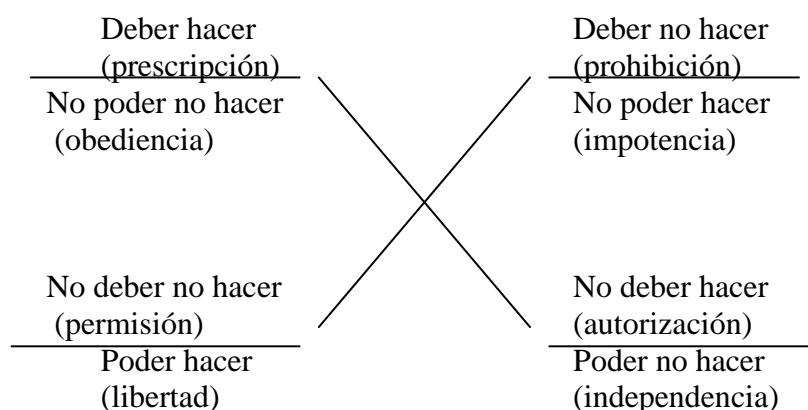 Deber hacer
(prescripción)
No poder no hacer
(obediencia)
Deber no hacer
(prohibición)
No poder hacer
(impotencia)
No deber no hacer
(permisión)
Poder hacer
(libertad)
No deber hacer
(autorización)
Poder no hacer
(independencia)